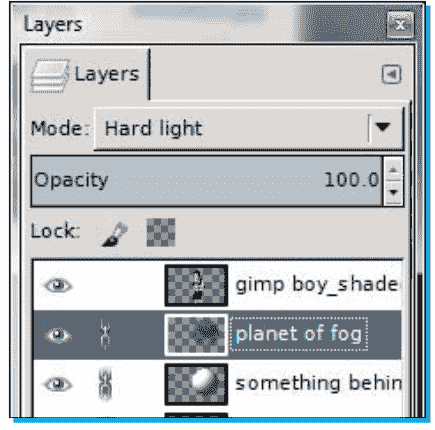 Layers
Layers
Mode: Hard light
Opacity 100.0
Lock:
gimp boy_shade
planet of fog
something behin